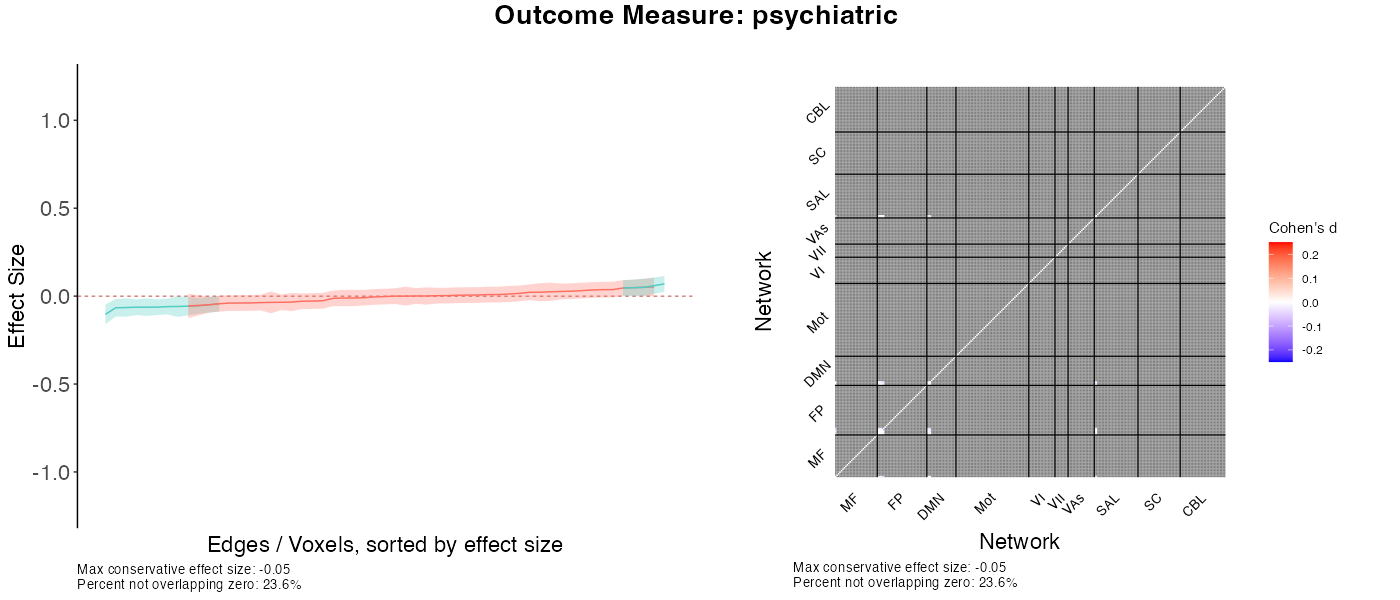 Outcome Measure: psychiatric
Effect Size
1.0
0.5
0.0
-0.5
-1.0
Edges / Voxels, sorted by effect size
Max conservative effect size: -0.05
Percent not overlapping zero: 23.6%
Network
CBL
SC
SAL
VAs
VII
VI
Mot
DMN
FP
MF
MF
FP
DMN
Mot
VI
VII
VAs
SAL
SC
CBL
Network
Max conservative effect size: -0.05
Percent not overlapping zero: 23.6%
Cohen's d
0.2
0.1
0.0
-0.1
-0.2